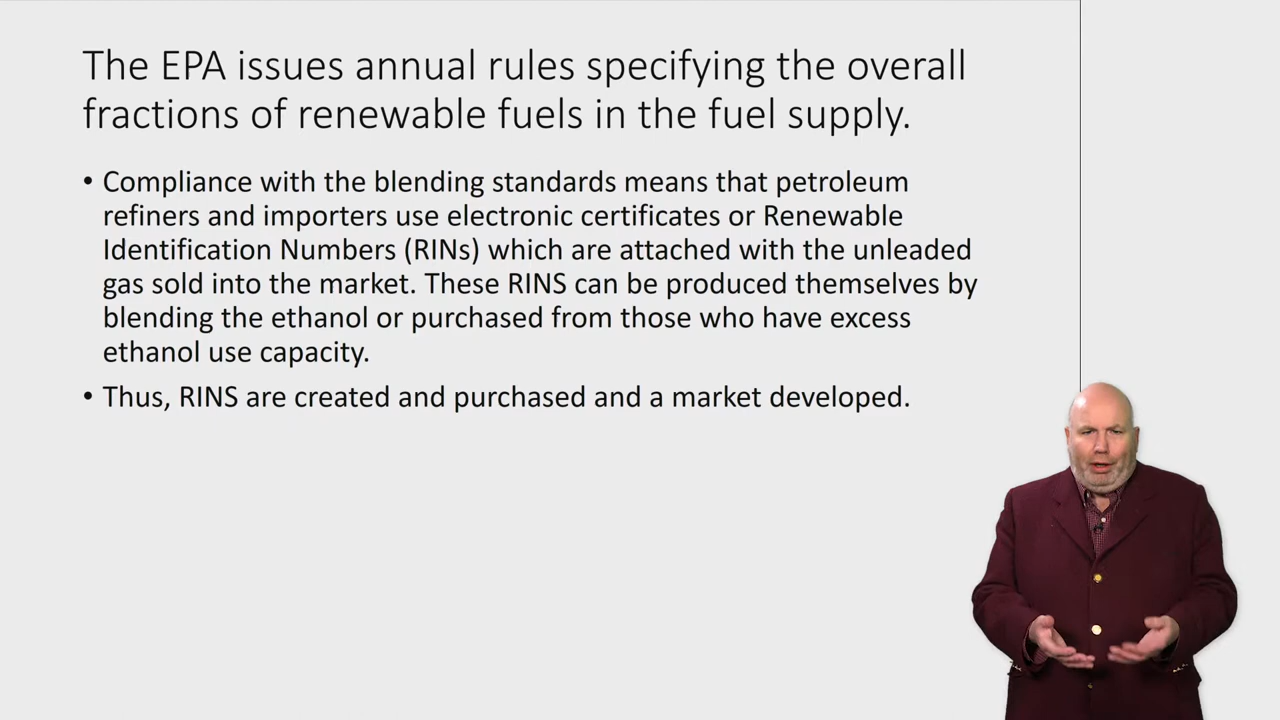 The EPA issues annual rules specifying the overall
fractions of renewable fuels in the fuel supply.
• Compliance with the blending standards means that petroleum
refiners and importers use electronic certificates or Renewable
Identification Numbers (RINs) which are attached with the unleaded
gas sold into the market. These RINS can be produced themselves by
blending the ethanol or purchased from those who have excess
ethanol use capacity.
• Thus, RINS are created and purchased and a market developed.